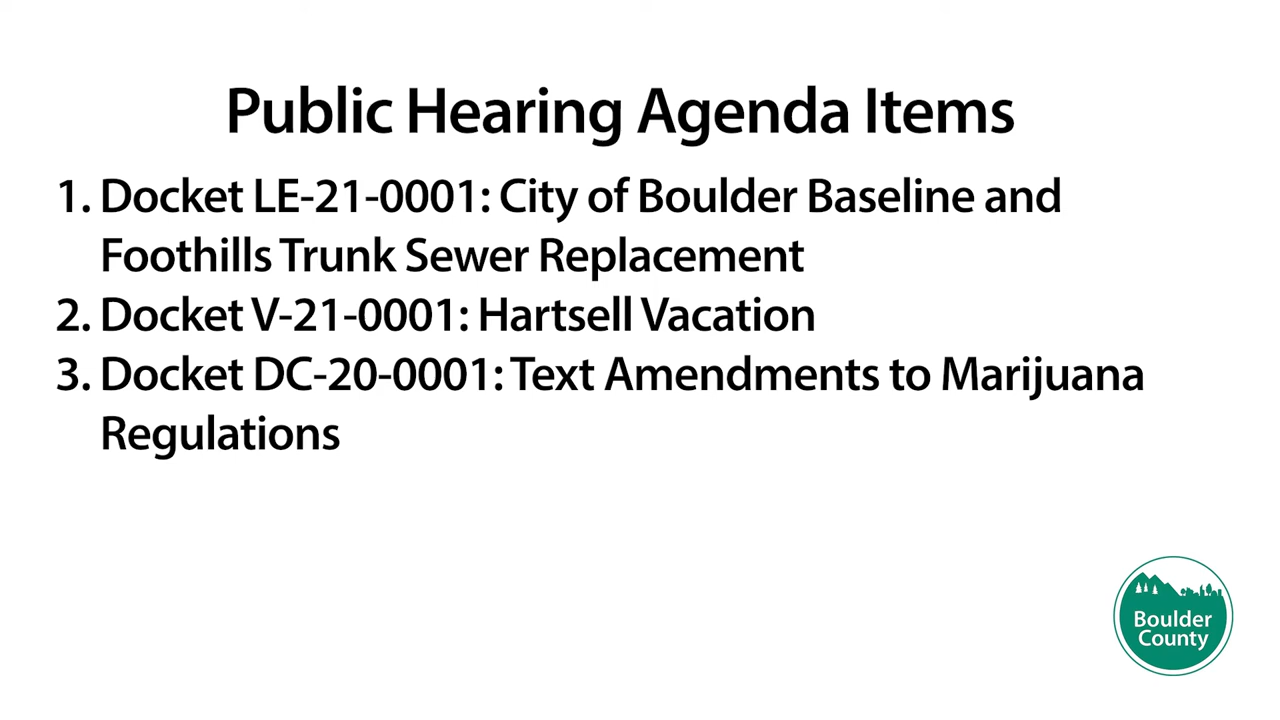 Public Hearing Agenda Items
1. Docket LE-21-0001: City of Boulder Baseline and
Foothills Trunk Sewer Replacement
2. Docket V-21-0001: Hartsell Vacation
3. Docket DC-20-0001: Text Amendments to Marijuana
Regulations
Boulder
County